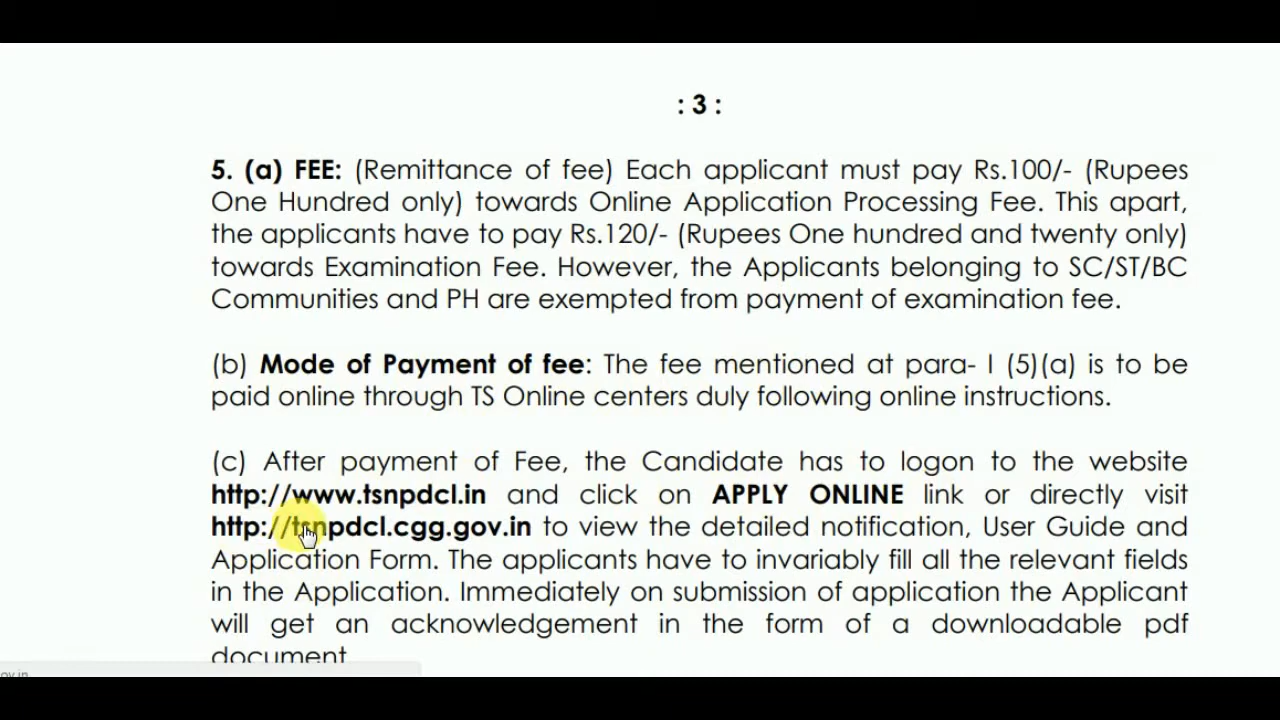 : 3 :
5. (a) FEE: (Remittance of fee) Each applicant must pay Rs.100/- (Rupees
One Hundred only) towards Online Application Processing Fee. This apart,
the applicants have to pay Rs.120/- (Rupees One hundred and twenty only)
towards Examination Fee. However, the Applicants belonging to SC/ST/BC
Communities and PH are exempted from payment of examination fee.
(b) Mode of Payment of fee: The fee mentioned at para- I (5)(a) is to be
paid online through TS Online centers duly following online instructions.
(c) After payment of Fee, the Candidate has to logon to the website
http://www.tsnpdcl.in and click on APPLY ONLINE link or directly visit
http://tsnpdcl.cgg.gov.in to view the detailed notification, User Guide and
Application Form. The applicants have to invariably fill all the relevant fields
in the Application. Immediately on submission of application the Applicant
will get an acknowledgement in the form of a downloadable pdf
document
ov.in